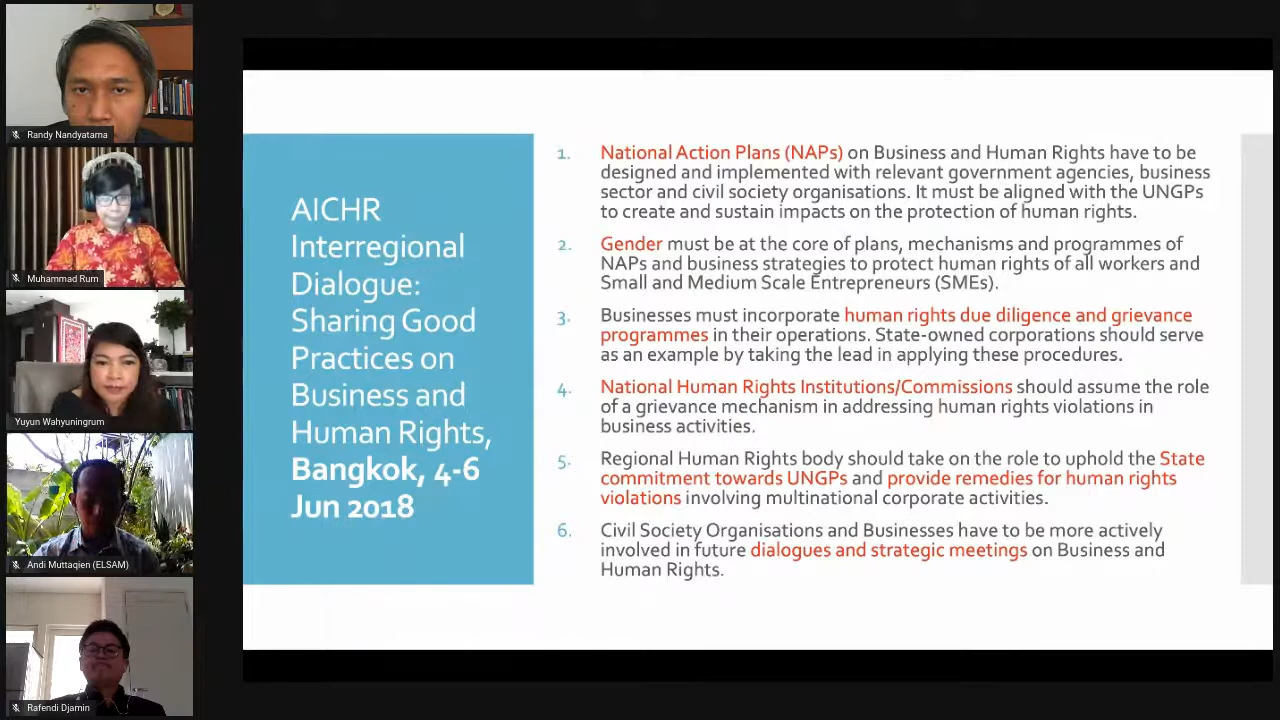 Randy Nandyatama
Muhammad Rum
Yuyun Wahyuningrum
Andi Muttaqien (ELSAM)
Rafendi Djamin
AICHR
Interregional
Dialogue:
Sharing Good
Practices on
Business and
Human Rights,
Bangkok, 4-6
Jun 2018
1. National Action Plans (NAPs) on Business and Human Rights have to be
designed and implemented with relevant government agencies, business
sector and civil society organisations. It must be aligned with the UNGPs
to create and sustain impacts on the protection of human rights.
2. Gender must be at the core of plans, mechanisms and programmes of
NAPs and business strategies to protect human rights of all workers and
Small and Medium Scale Entrepreneurs (SMEs).
3. Businesses must incorporate human rights due diligence and grievance
programmes in their operations. State-owned corporations should serve
as an example by taking the lead in applying these procedures.
4. National Human Rights Institutions/Commissions should assume the role
of a grievance mechanism in addressing human rights violations in
business activities.
5. Regional Human Rights body should take on the role to uphold the State
commitment towards UNGPs and provide remedies for human rights
violations involving multinational corporate activities.
6. Civil Society Organisations and Businesses have to be more actively
involved in future dialogues and strategic meetings on Business and
Human Rights.